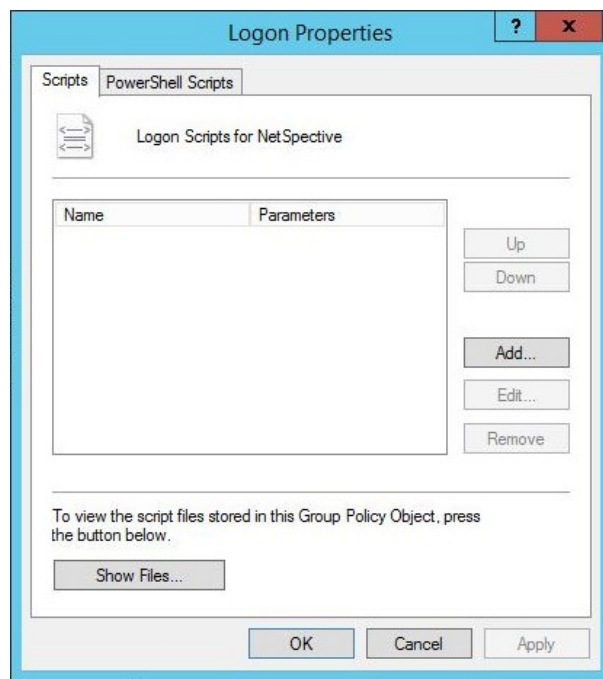 Logon Properties
?
x
Scripts
PowerShell Scripts
Logon Scripts for NetSpective
Name
Parameters
Up
Down
Add...
Edit...
Remove
To view the script files stored in this Group Policy Object, press
the button below.
Show Files...
OK
Cancel
Apply